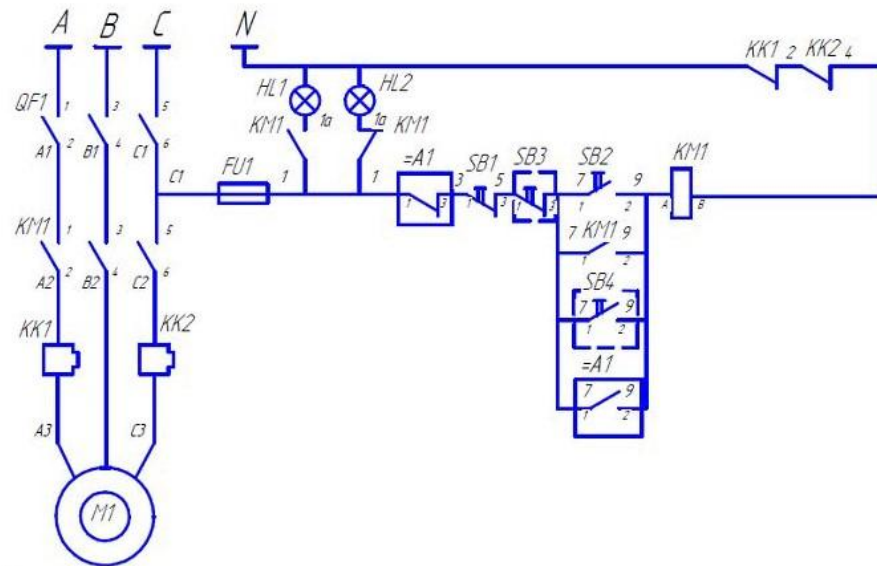 A B C N
KK1 2 KK2 4
HL1 HL2
QF1 1 3 5
KM1 1a 1a KM1
2 4 6
A1 B1 C1
C1 FU1 1 1 =A1 3 SB1 5 SB3 7 SB2 9 KM1
1 3 1 3 1 3 1 2 A B
KM1 1 3 5
7 KM1 9
1 2
A2 2 B2 4 C2 6
SB4
7 9
1 2
KK1 KK2
=A1
7 9
1 2
A3 C3
M1